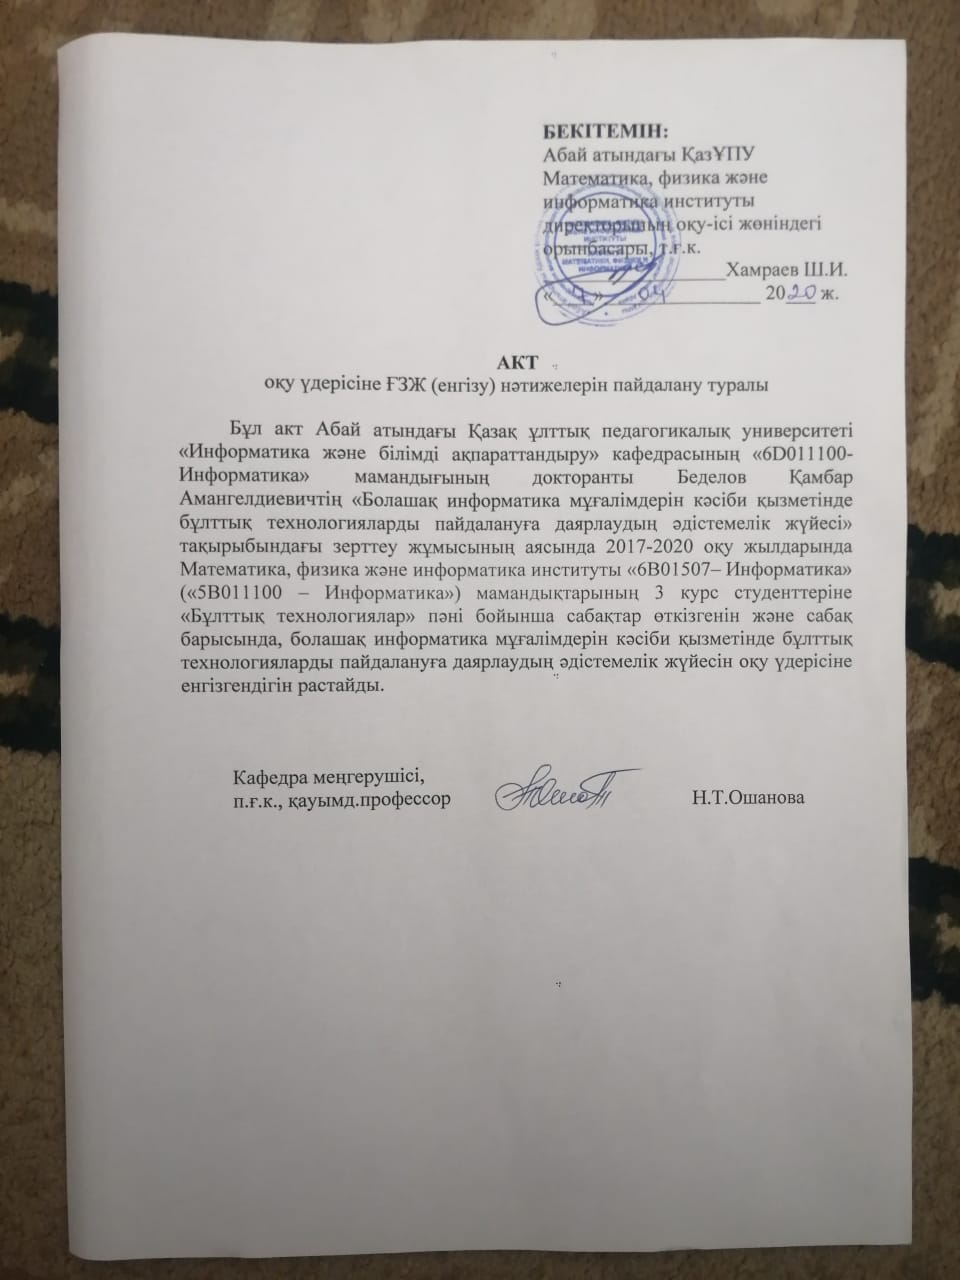 БЕКІТЕМІН:
Абай атындағы ҚазҰПУ
Математика, физика және
информатика институты
директорының оқу-ісі жөніндегі
орынбасары, т.ғ.к.
Хамраев Ш.И.
« » 04 2020 ж.
АКТ
оқу үдерісіне ҒЗЖ (енгізу) нәтижелерін пайдалану туралы
Бұл акт Абай атындағы Қазақ ұлттық педагогикалық университеті
«Информатика және білімді ақпараттандыру» кафедрасының «6D011100-
Информатика» мамандығының докторанты Беделов Қамбар
Амангелдиевичтің «Болашақ информатика мұғалімдерін кәсіби қызметінде
бұлттық технологияларды пайдалануға даярлаудың әдістемелік жүйесі»
тақырыбындағы зерттеу жұмысының аясында 2017-2020 оқу жылдарында
Математика, физика және информатика институты «6B01507– Информатика»
(«5B011100 – Информатика») мамандықтарының 3 курс студенттеріне
«Бұлттық технологиялар» пәні бойынша сабақтар өткізгенін және сабақ
барысында, болашақ информатика мұғалімдерін кәсіби қызметінде бұлттық
технологияларды пайдалануға даярлаудың әдістемелік жүйесін оқу үдерісіне
енгізгендігін растайды.
Кафедра меңгерушісі,
п.ғ.к., қауымд.профессор Н.Т.Ошанова